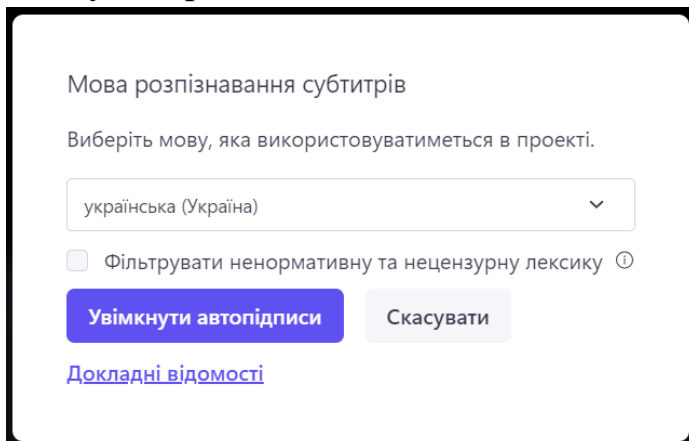 Мова розпізнавання субтитрів
Виберіть мову, яка використовуватиметься в проекті.
українська (Україна)
Фільтрувати ненормативну та нецензурну лексику
Увімкнути автопідписи Скасувати
Докладні відомості